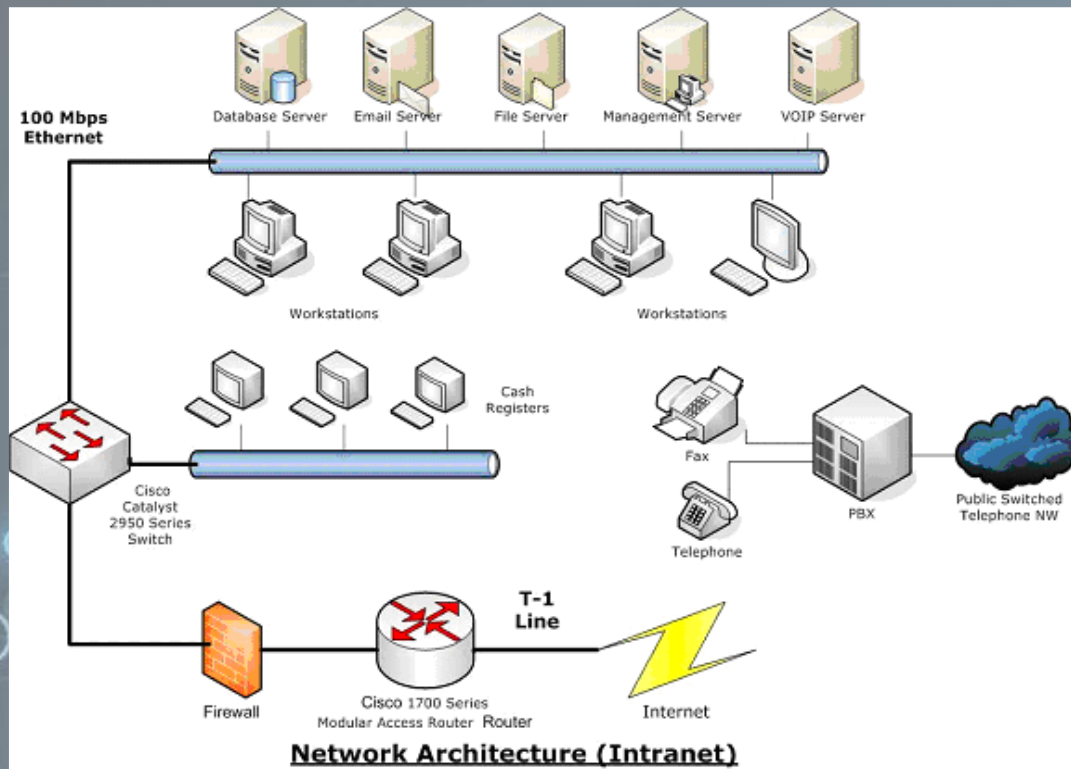 Database Server
Email Server
File Server
Management Server
VOIP Server
100 Mbps
Ethernet
Workstations
Workstations
Cash
Registers
Fax
Telephone
PBX
Public Switched
Telephone NW
Cisco
Catalyst
2950 Series
Switch
T-1
Line
Firewall
Cisco 1700 Series
Modular Access Router Router
Internet
Network Architecture (Intranet)